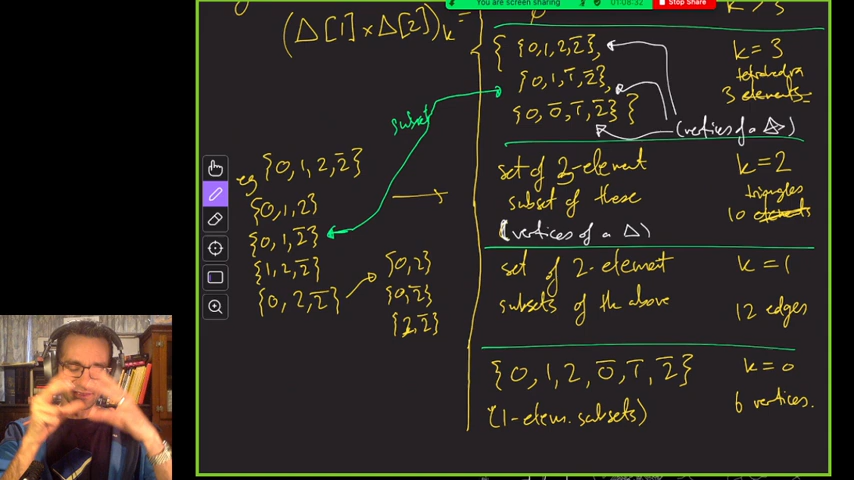 You are screen sharing 01:08:32 Stop Share
(Δ[1]×Δ[2])ₖ =
k > 3
{ {0,1,2,2̄}, k = 3
{0,1,1̄,2̄}, tetrahedra
{0,0̄,1̄,2̄} } 3 elements
(vertices of a
subset
set of 3-element k = 2
subset of these triangles
(vertices of a Δ) 10 elements
set of 2-element k = 1
subsets of the above 12 edges
{0,1,2,0̄,1̄,2̄} k = 0
(1-elem. subsets) 6 vertices.
eg {0,1,2,2̄}
{0,1,2}
{0,1,2̄}
{1,2,2̄}
{0,2,2̄}
{0,2}
{0,2̄}
{2,2̄}